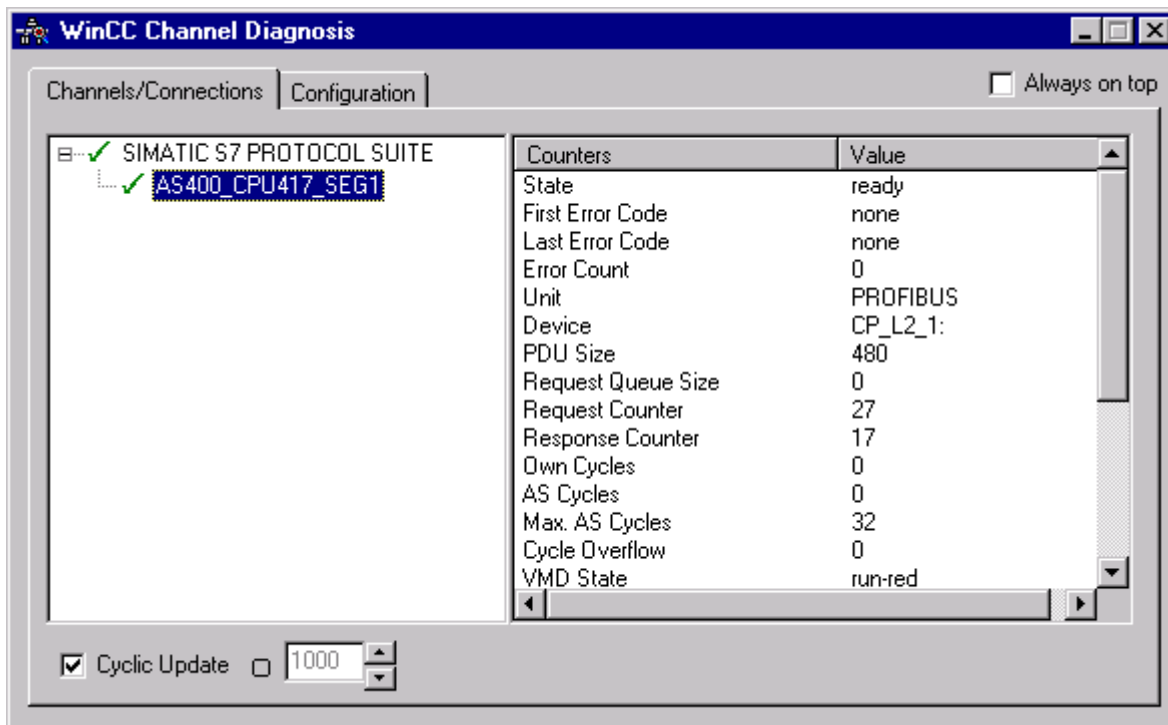 WinCC Channel Diagnosis
Channels/Connections Configuration Always on top
SIMATIC S7 PROTOCOL SUITE
AS400_CPU417_SEG1
Counters Value
State ready
First Error Code none
Last Error Code none
Error Count 0
Unit PROFIBUS
Device CP_L2_1:
PDU Size 480
Request Queue Size 0
Request Counter 27
Response Counter 17
Own Cycles 0
AS Cycles 0
Max. AS Cycles 32
Cycle Overflow 0
VMD State run-red
Cyclic Update 1000